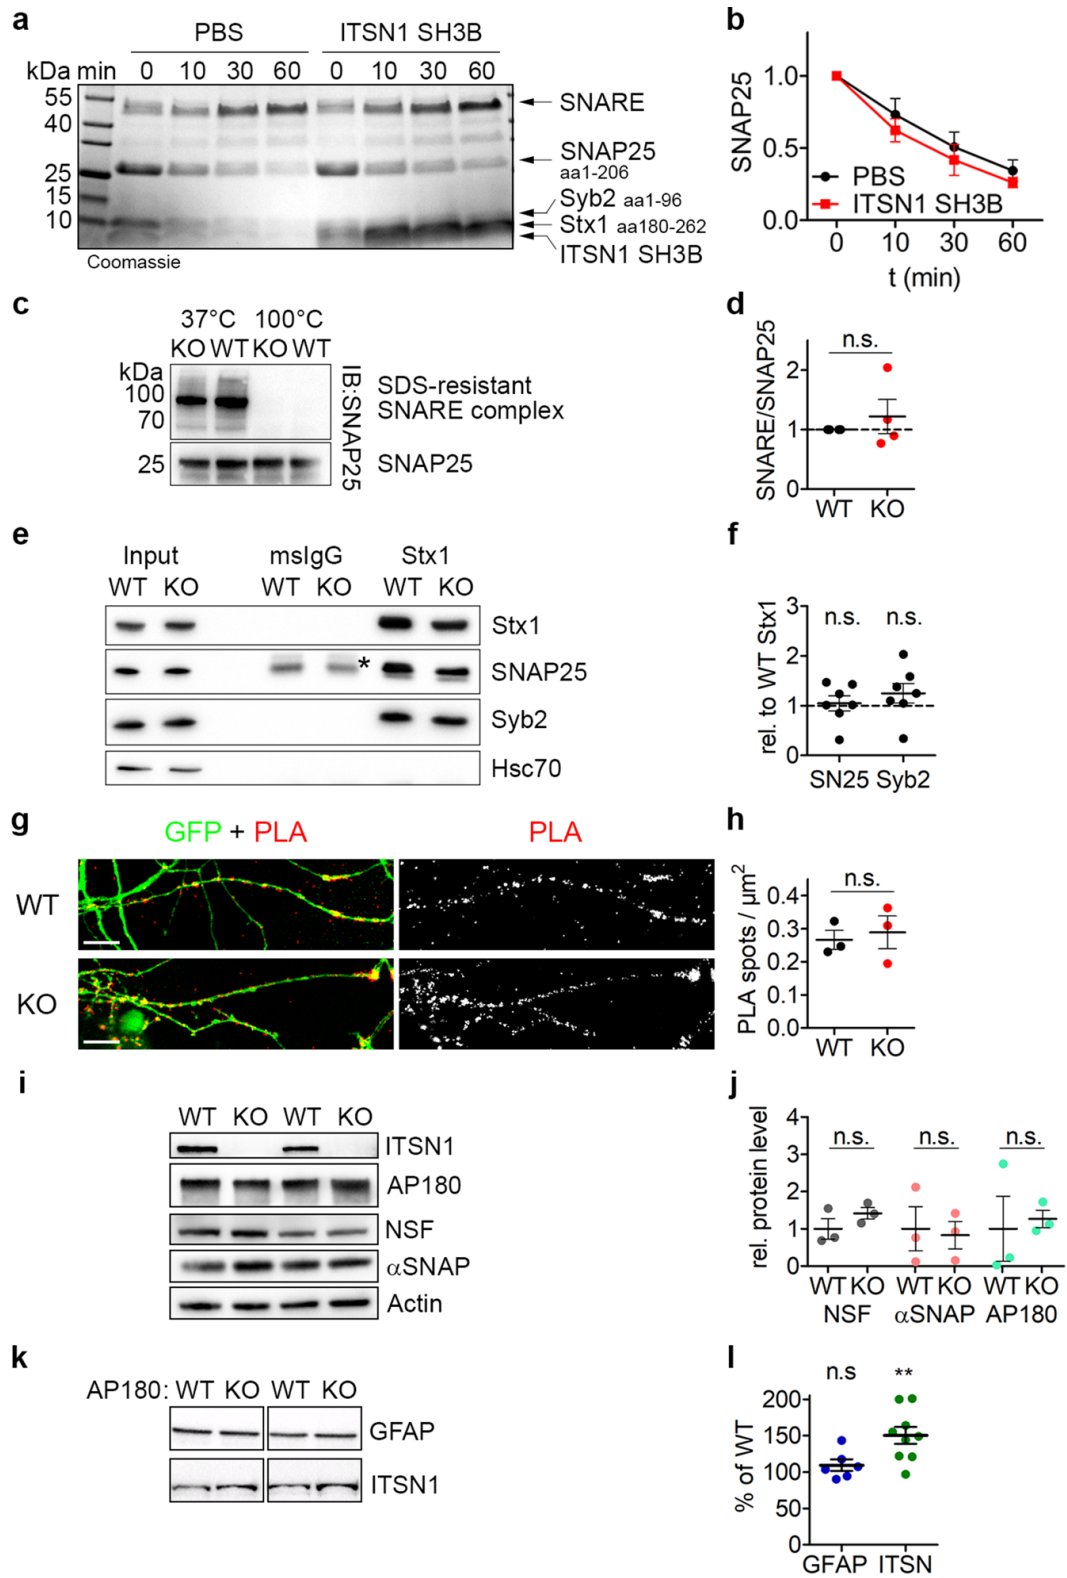 a
PBS ITSN1 SH3B
kDa min 0 10 30 60 0 10 30 60
55
40
25
15
10
SNARE
SNAP25
aa1-206
Syb2 aa1-96
Stx1 aa180-262
ITSN1 SH3B
Coomassie
b
SNAP25
1.0
0.5
0.0
PBS
ITSN1 SH3B
0 10 30 60
t (min)
c
37°C 100°C
KO WT KO WT
kDa
100
70
25
IB:SNAP25
SDS-resistant
SNARE complex
SNAP25
d
SNARE/SNAP25
n.s.
2
1
0
WT KO
e
Input msIgG Stx1
WT KO WT KO WT KO
Stx1
* SNAP25
Syb2
Hsc70
f
rel. to WT Stx1
3
2
1
0
n.s. n.s.
SN25 Syb2
g
GFP + PLA PLA
WT
KO
h
PLA spots / µm²
n.s.
0.4
0.3
0.2
0.1
0.0
WT KO
i
WT KO WT KO
ITSN1
AP180
NSF
αSNAP
Actin
j
rel. protein level
4
3
2
1
0
n.s. n.s. n.s.
WT KO WT KO WT KO
NSF αSNAP AP180
k
AP180: WT KO WT KO
GFAP
ITSN1
l
n.s **
% of WT
200
150
100
50
0
GFAP ITSN